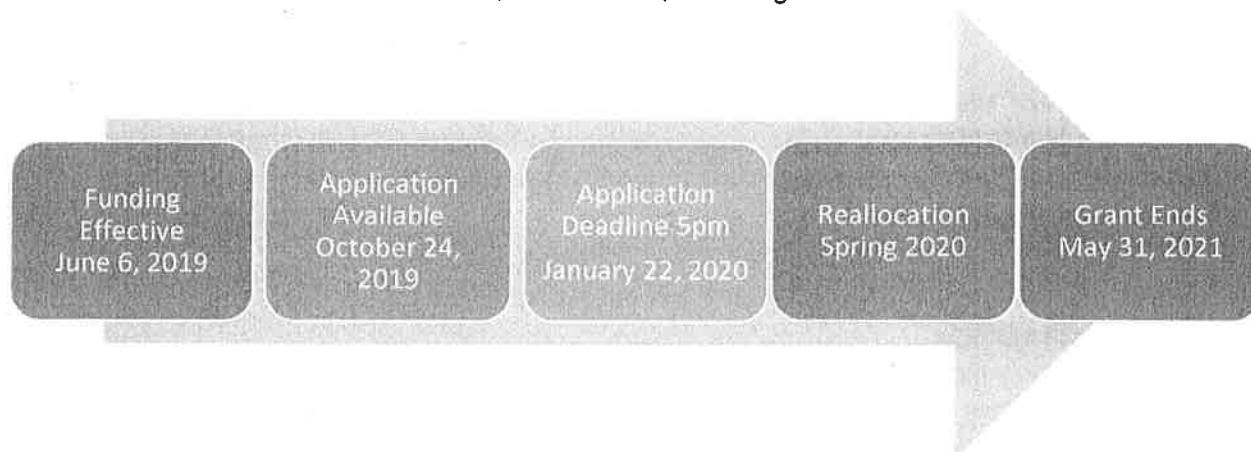 Funding
Effective
June 6, 2019
Application
Available
October 24,
2019
Application
Deadline 5pm
January 22, 2020
Reallocation
Spring 2020
Grant Ends
May 31, 2021